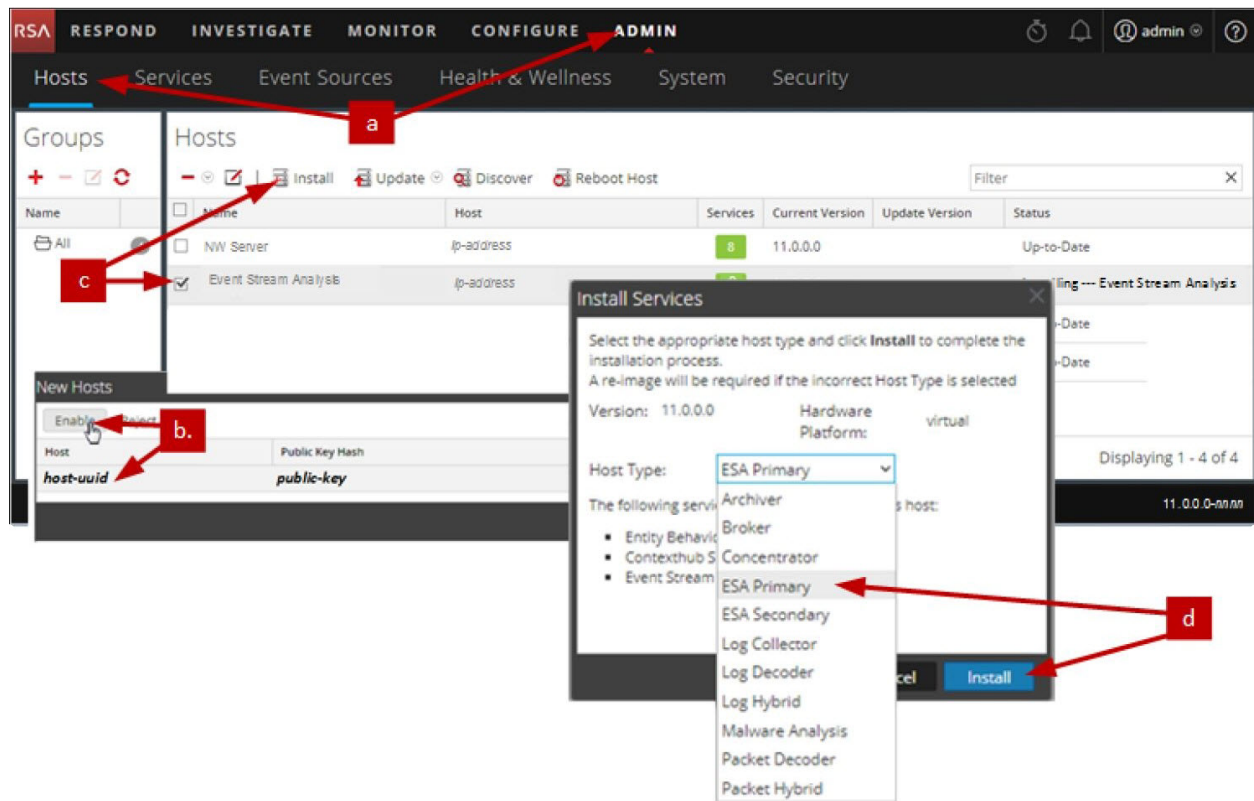 RSA RESPOND INVESTIGATE MONITOR CONFIGURE ADMIN admin ?
Hosts Services Event Sources Health & Wellness System Security
a
Groups
Hosts
Install Update Discover Reboot Host Filter
Name
Name Host Services Current Version Update Version Status
All
NW Server ip-address 8 11.0.0.0 Up-to-Date
c
Event Stream Analysis ip-address --- Event Stream Analysis
-Date
-Date
Displaying 1 - 4 of 4
11.0.0.0-nnnn
New Hosts
Enable Reject
b.
Host Public Key Hash
host-uuid public-key
Install Services
Select the appropriate host type and click Install to complete the
installation process.
A re-image will be required if the incorrect Host Type is selected
Version: 11.0.0.0 Hardware Platform: virtual
Host Type: ESA Primary
The following servi s host:
Entity Behavi
Contexthub S
Event Stream
Archiver
Broker
Concentrator
ESA Primary
ESA Secondary
Log Collector
Log Decoder
Log Hybrid
Malware Analysis
Packet Decoder
Packet Hybrid
d
cel Install